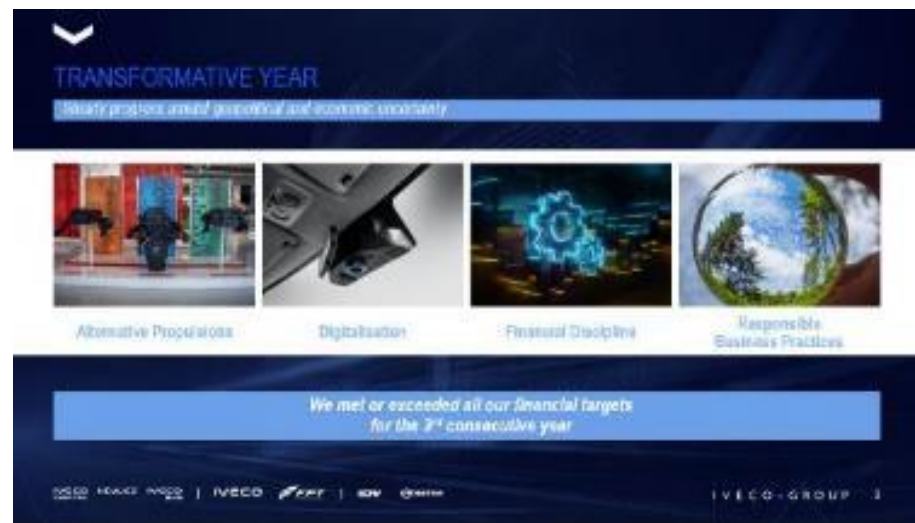 TRANSFORMATIVE YEAR
Steady progress amid geopolitical and economic uncertainty
Alternative Propulsions
Digitalisation
Financial Discipline
Responsible
Business Practices
We met or exceeded all our financial targets
for the 3rd consecutive year
IVECO | IVECO FPT | IDV
IVECO•GROUP